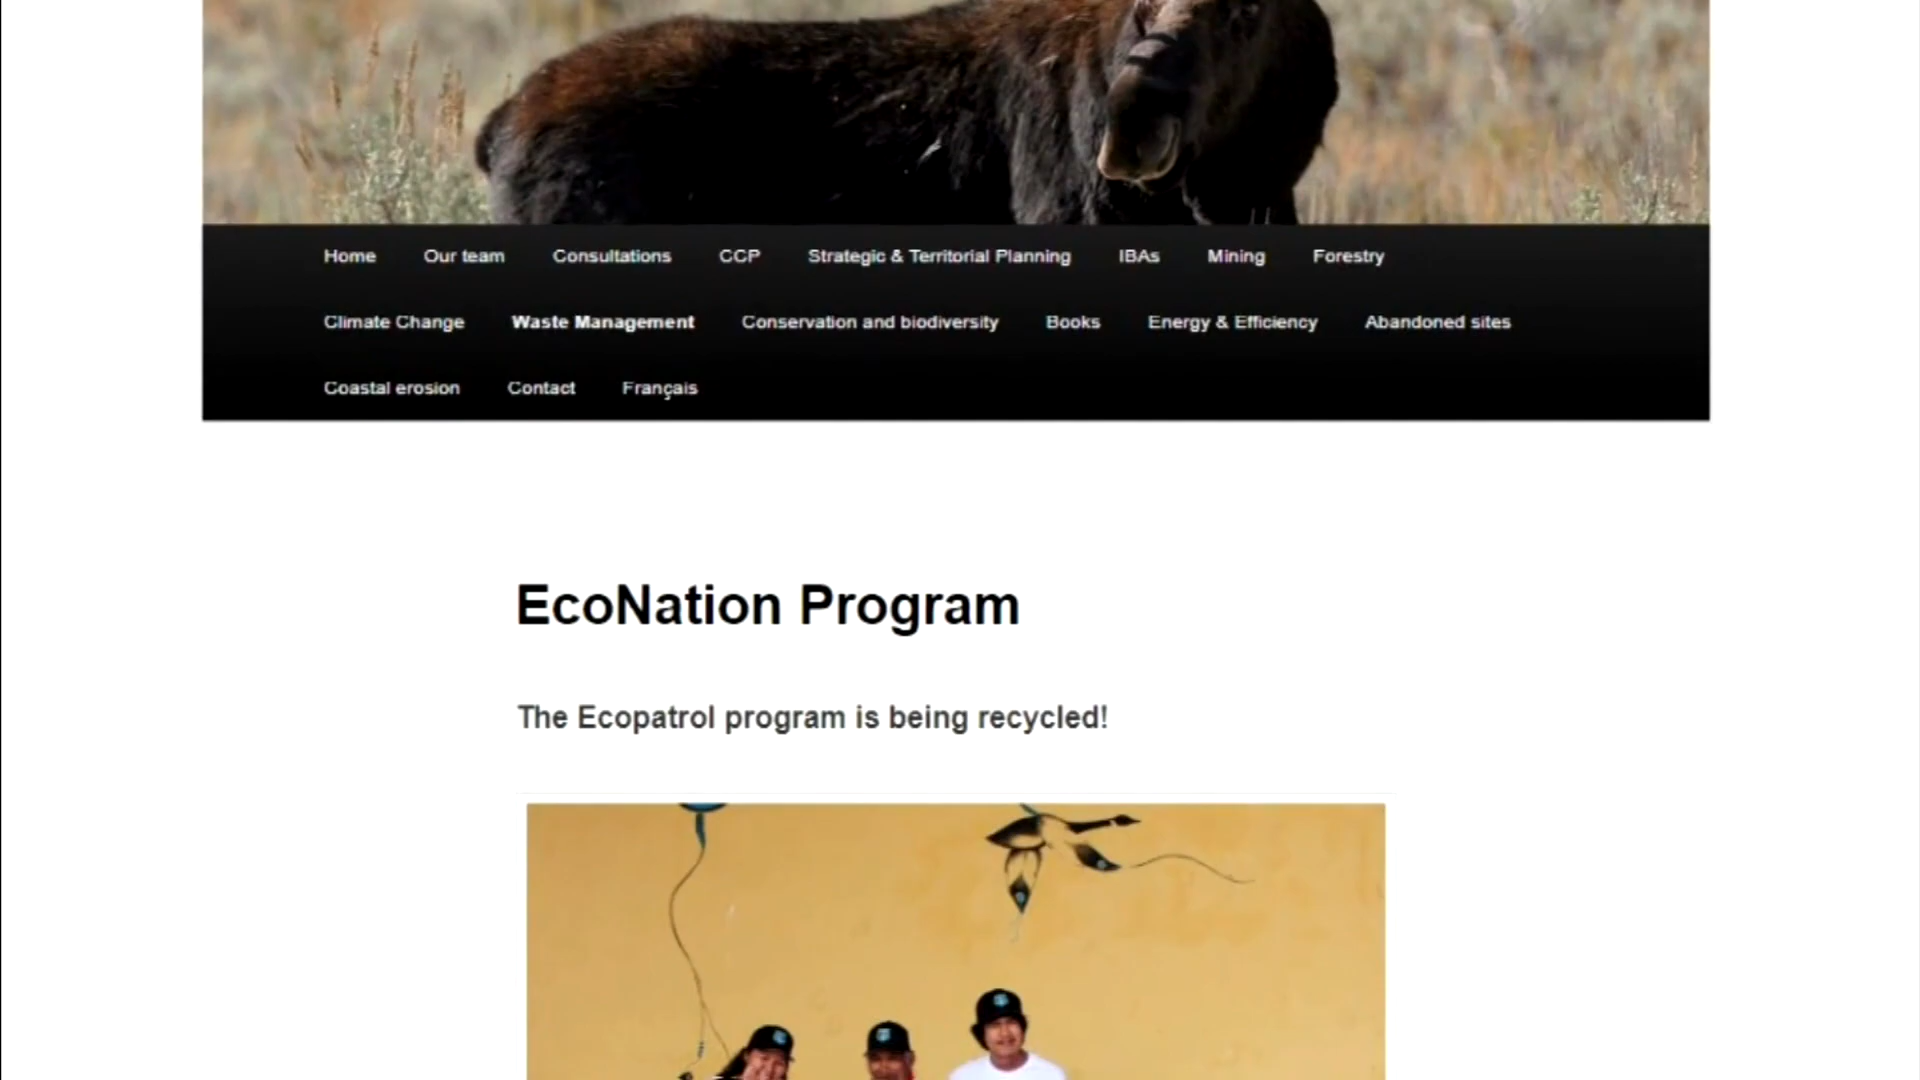 Home Our team Consultations CCP Strategic & Territorial Planning IBAs Mining Forestry
Climate Change Waste Management Conservation and biodiversity Books Energy & Efficiency Abandoned sites
Coastal erosion Contact Français
EcoNation Program
The Ecopatrol program is being recycled!